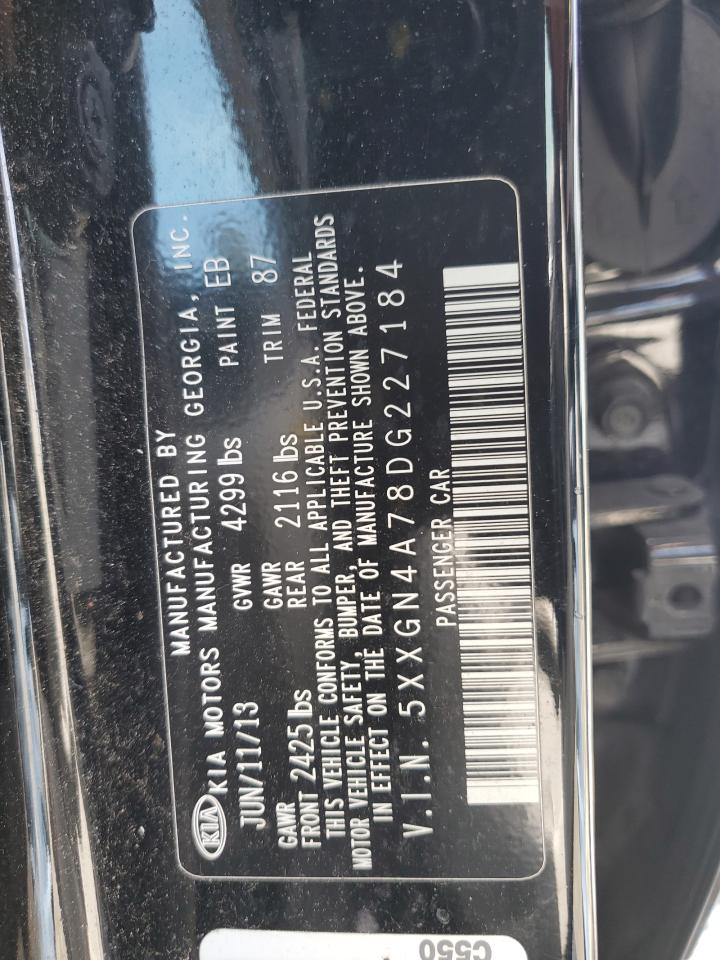 MANUFACTURED BY
KIA KIA MOTORS MANUFACTURING GEORGIA, INC.
JUN/11/13 GVWR 4299 lbs PAINT EB
GAWR GAWR
FRONT 2425 lbs REAR 2116 lbs TRIM 87
THIS VEHICLE CONFORMS TO ALL APPLICABLE U.S.A. FEDERAL
MOTOR VEHICLE SAFETY, BUMPER, AND THEFT PREVENTION STANDARDS
IN EFFECT ON THE DATE OF MANUFACTURE SHOWN ABOVE.
V.I.N. 5XXGN4A78DG227184
PASSENGER CAR
C550